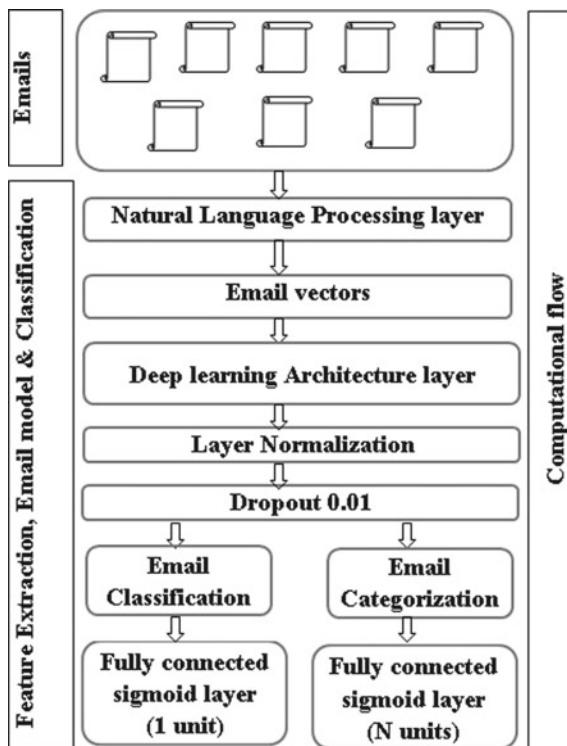 Emails
Natural Language Processing layer
Email vectors
Deep learning Architecture layer
Layer Normalization
Dropout 0.01
Email
Classification
Email
Categorization
Fully connected
sigmoid layer
(1 unit)
Fully connected
sigmoid layer
(N units)
Feature Extraction, Email model & Classification
Computational flow